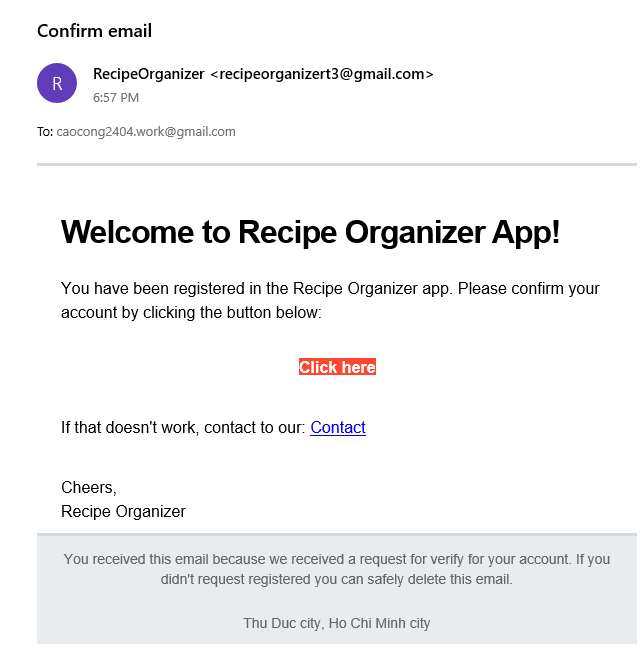 Confirm email
R
RecipeOrganizer <recipeorganizert3@gmail.com>
6:57 PM
To: caocong2404.work@gmail.com
Welcome to Recipe Organizer App!
You have been registered in the Recipe Organizer app. Please confirm your
account by clicking the button below:
Click here
If that doesn't work, contact to our: Contact
Cheers,
Recipe Organizer
You received this email because we received a request for verify for your account. If you
didn't request registered you can safely delete this email.
Thu Duc city, Ho Chi Minh city